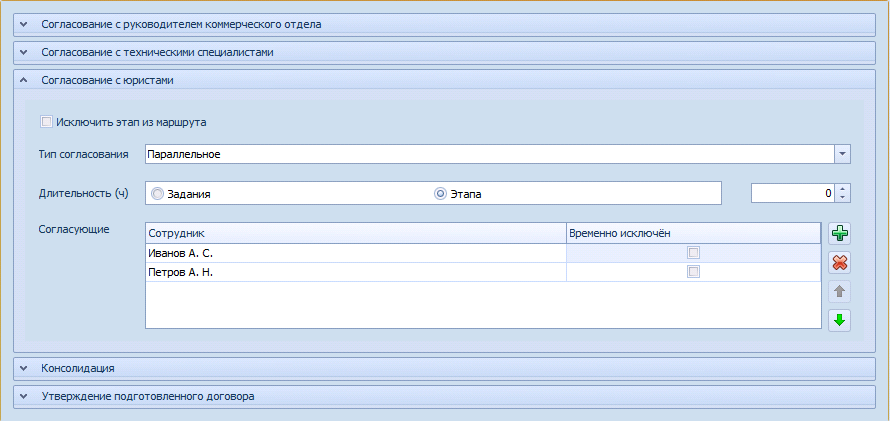 Согласование с руководителем коммерческого отдела
Согласование с техническими специалистами
Согласование с юристами
Исключить этап из маршрута
Тип согласования Параллельное
Длительность (ч) Задания Этапа 0
Согласующие Сотрудник Временно исключён
Иванов А. С.
Петров А. Н.
Консолидация
Утверждение подготовленного договора